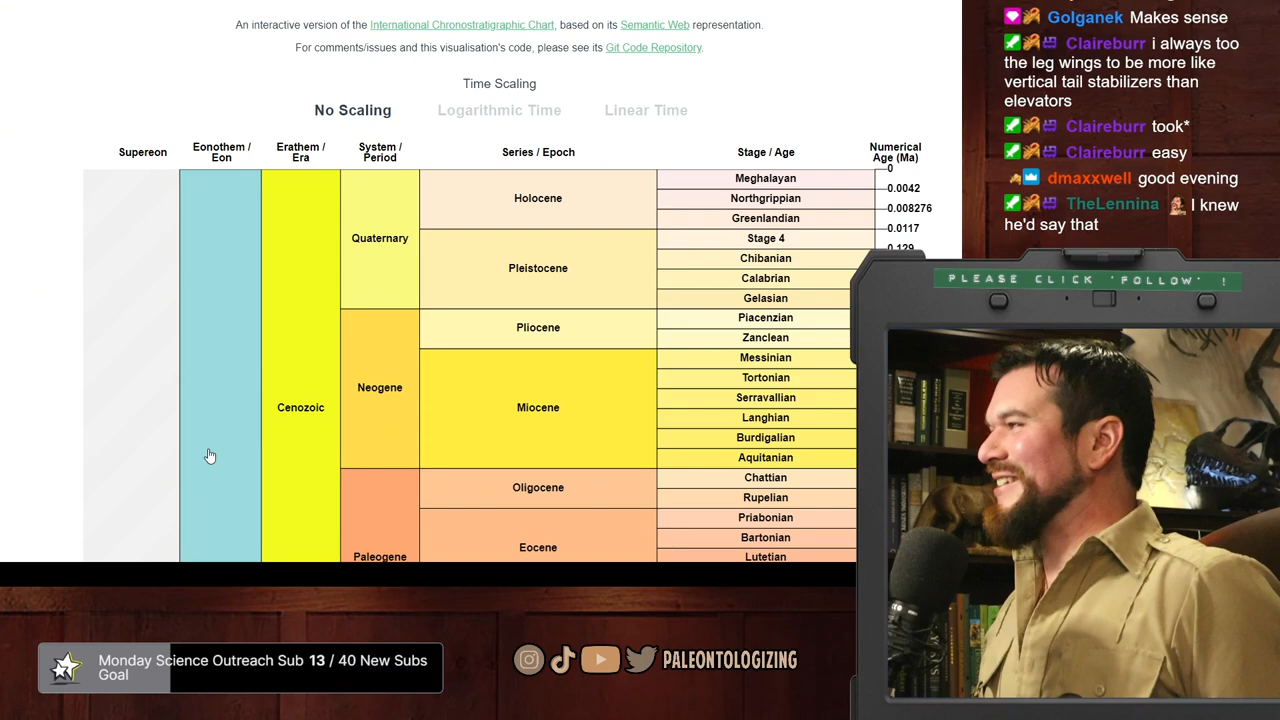 An interactive version of the International Chronostratigraphic Chart, based on its Semantic Web representation.
For comments/issues and this visualisation's code, please see its Git Code Repository.
Time Scaling
No Scaling
Logarithmic Time
Linear Time
Supereon
Eonothem /
Eon
Erathem /
Era
System /
Period
Series / Epoch
Stage / Age
Numerical
Age (Ma)
Cenozoic
Quaternary
Neogene
Paleogene
Holocene
Pleistocene
Pliocene
Miocene
Oligocene
Eocene
Meghalayan
Northgrippian
Greenlandian
Stage 4
Chibanian
Calabrian
Gelasian
Piacenzian
Zanclean
Messinian
Tortonian
Serravallian
Langhian
Burdigalian
Aquitanian
Chattian
Rupelian
Priabonian
Bartonian
Lutetian
0
0.0042
0.008276
0.0117
0.129
Golganek Makes sense
Claireburr i always too
the leg wings to be more like
vertical tail stabilizers than
elevators
Claireburr took*
Claireburr easy
dmaxxwell good evening
TheLennina I knew
he'd say that
PLEASE CLICK 'FOLLOW' !
Monday Science Outreach Sub 13 / 40 New Subs
Goal
PALEONTOLOGIZING